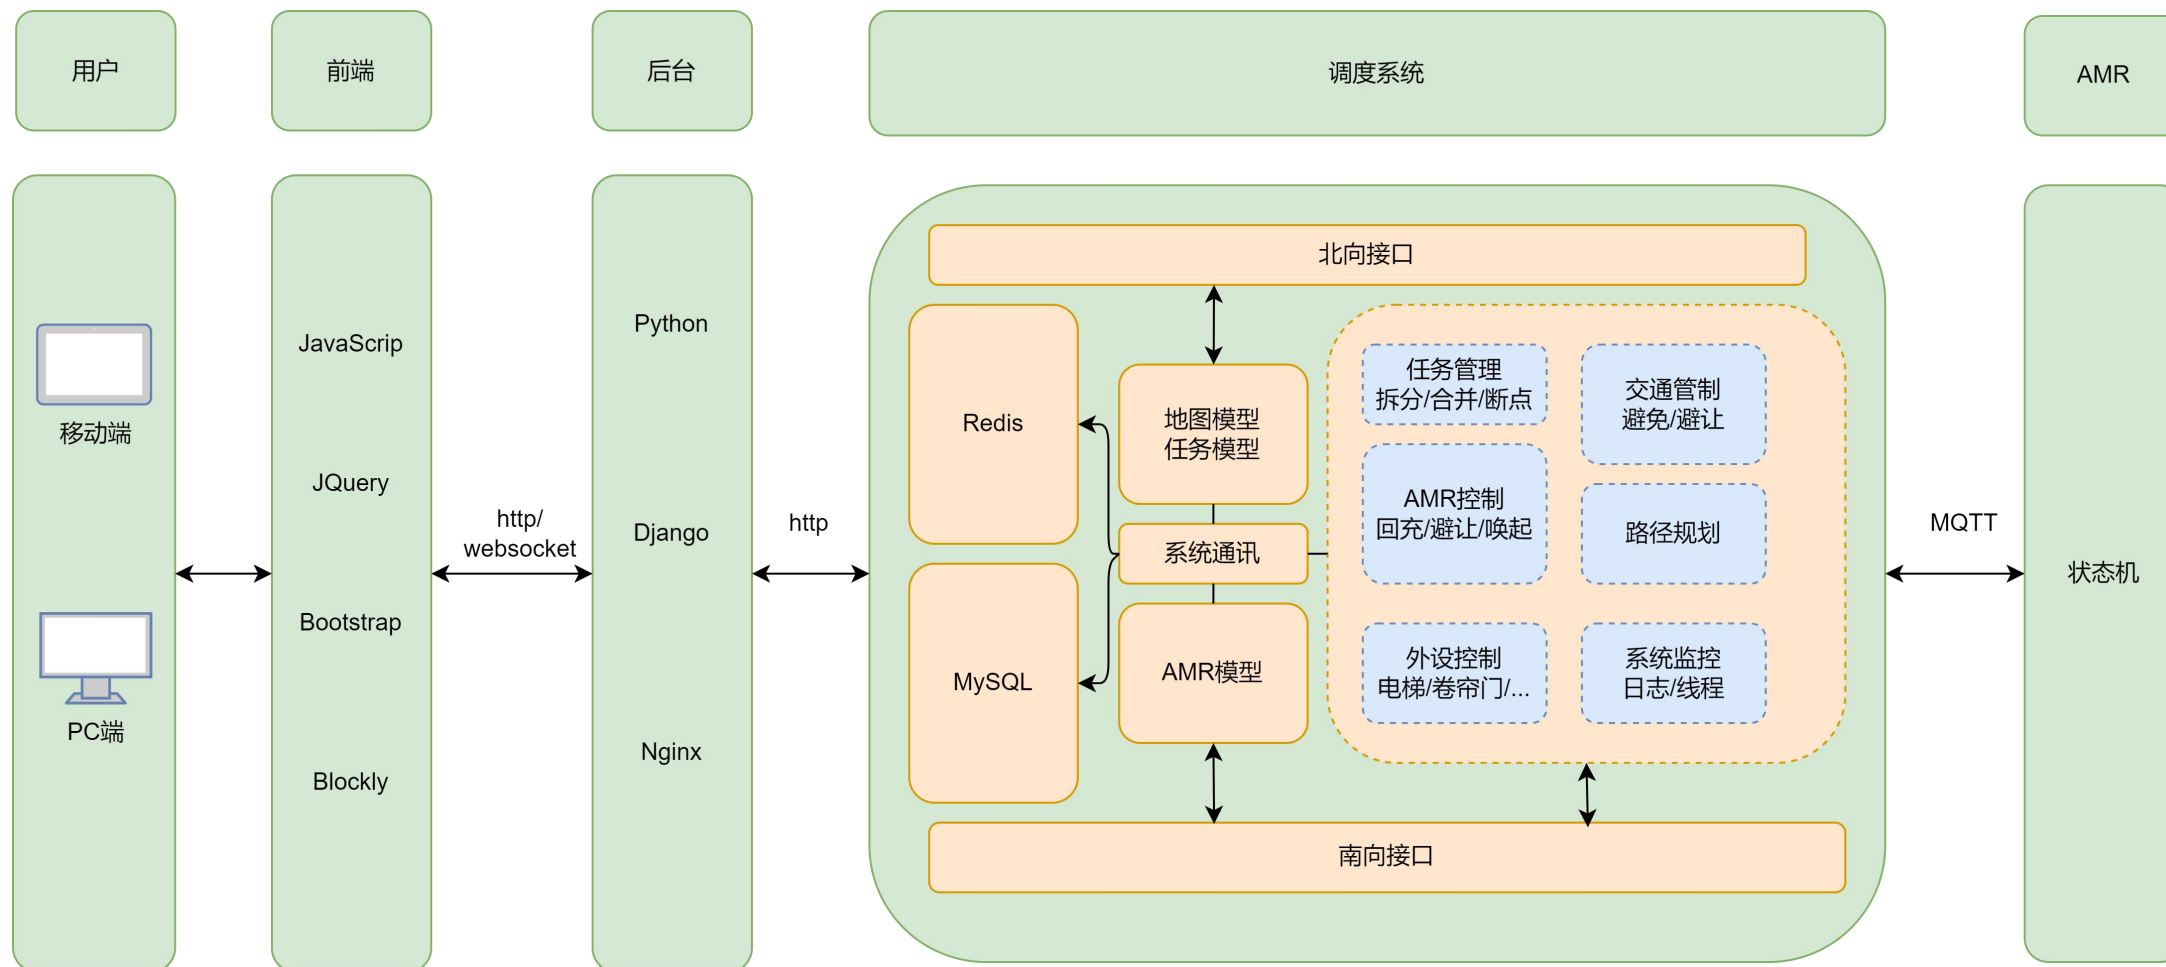 用户
前端
后台
调度系统
AMR
移动端
PC端
JavaScrip
JQuery
Bootstrap
Blockly
http/
websocket
Python
Django
Nginx
http
北向接口
Redis
MySQL
地图模型
任务模型
系统通讯
AMR模型
任务管理
拆分/合并/断点
交通管制
避免/避让
AMR控制
回充/避让/唤起
路径规划
外设控制
电梯/卷帘门/...
系统监控
日志/线程
南向接口
MQTT
状态机